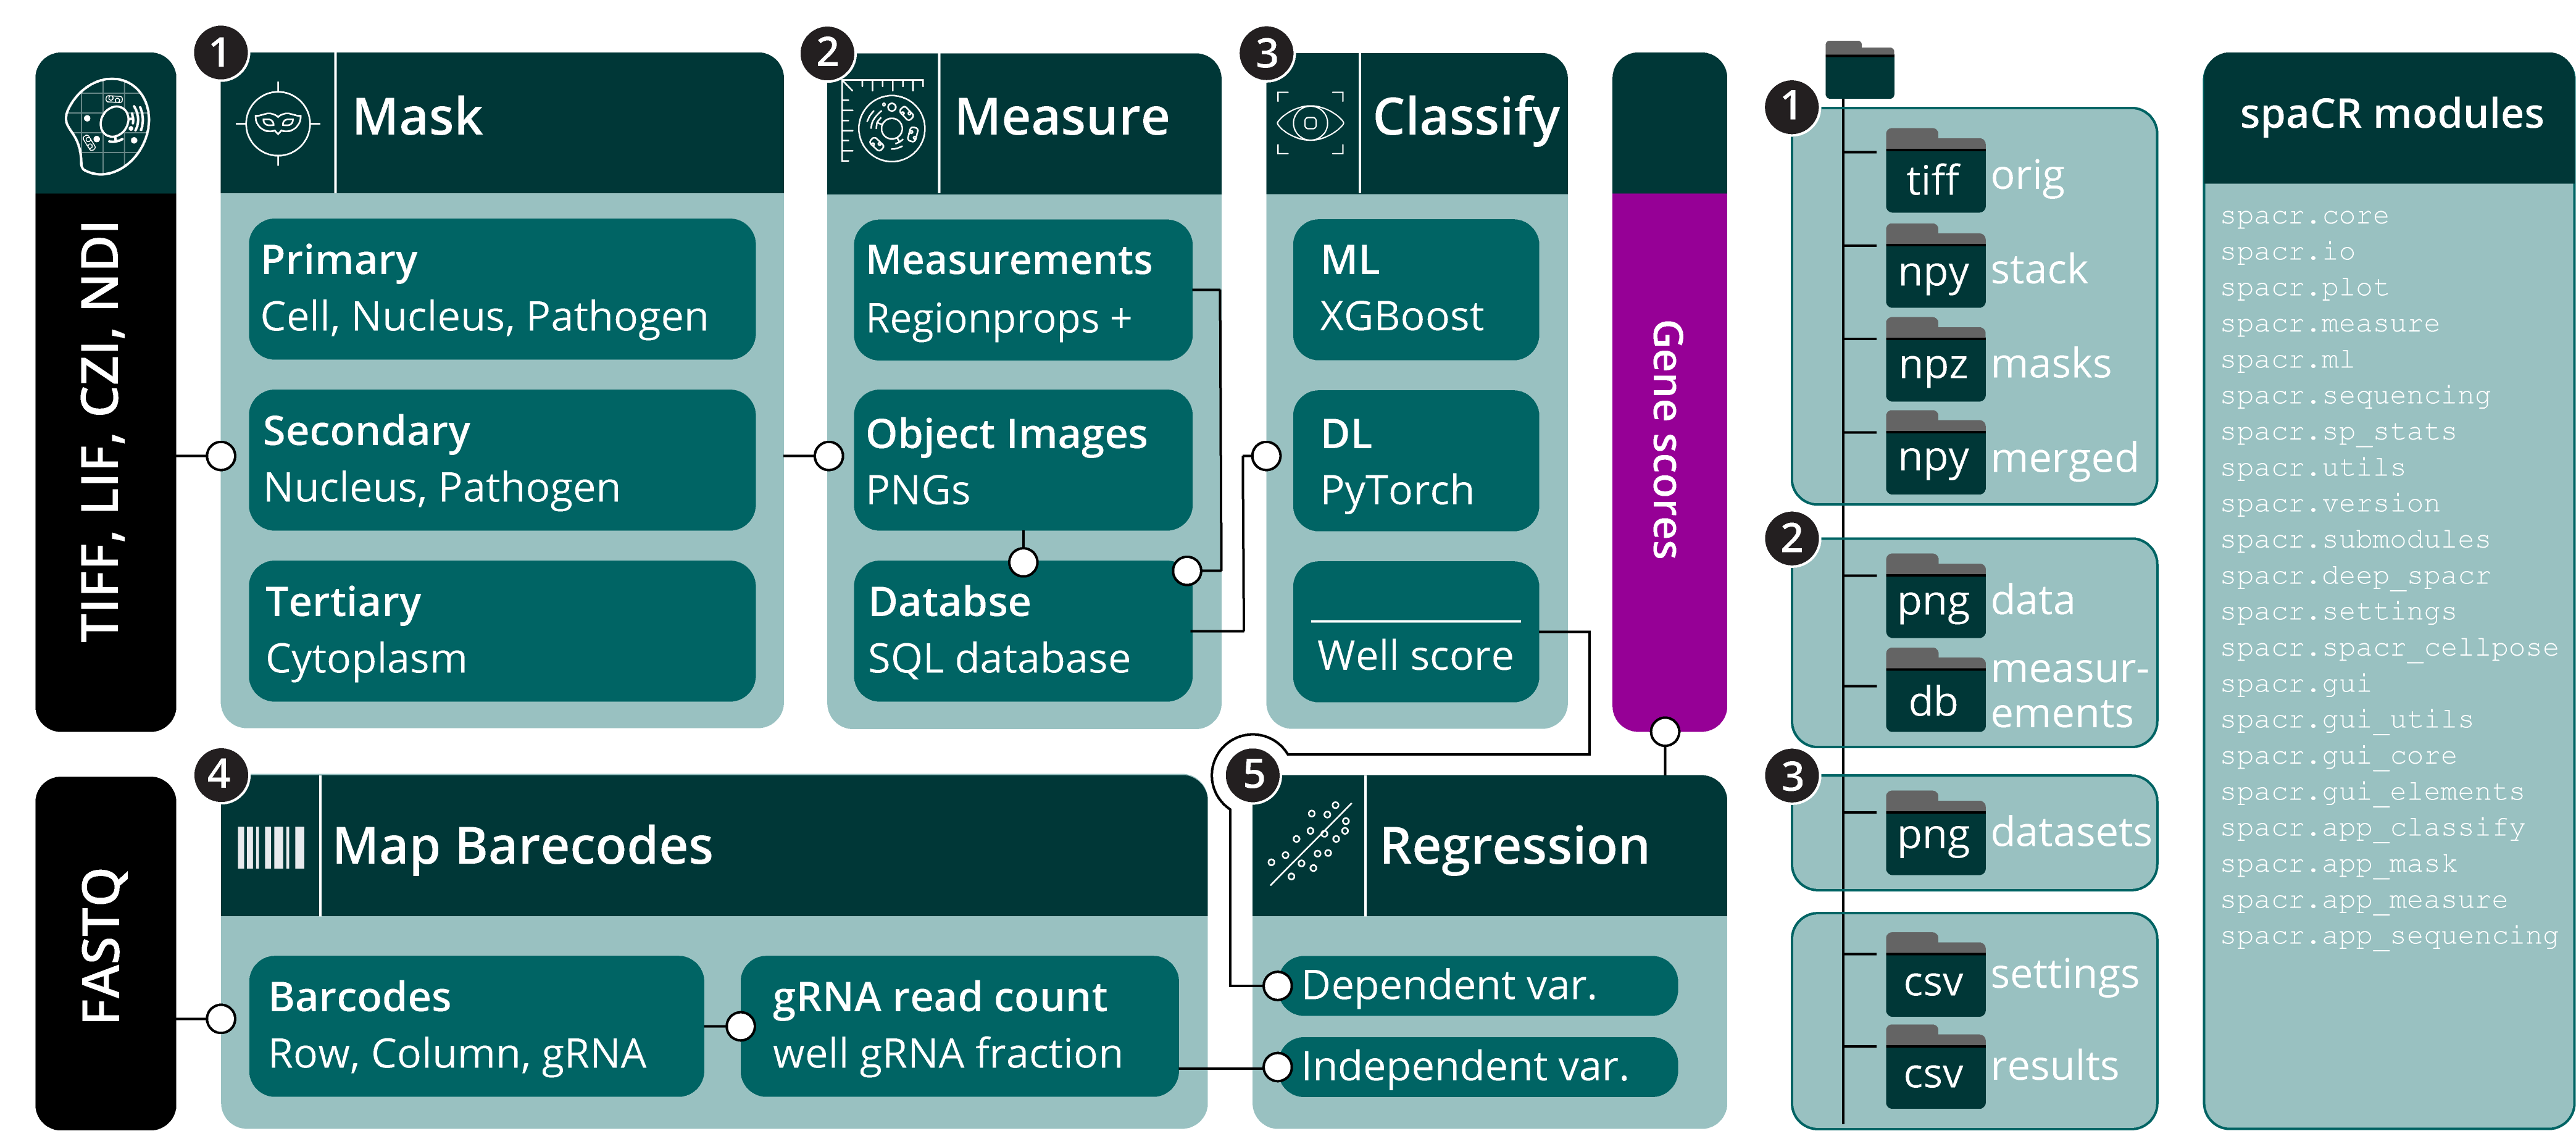 TIFF, LIF, CZI, NDI
1
Mask
Primary
Cell, Nucleus, Pathogen
Secondary
Nucleus, Pathogen
Tertiary
Cytoplasm
2
Measure
Measurements
Regionprops +
Object Images
PNGs
Databse
SQL database
3
Classify
ML
XGBoost
DL
PyTorch
Well score
Gene scores
FASTQ
4
Map Barecodes
Barcodes
Row, Column, gRNA
gRNA read count
well gRNA fraction
5
Regression
Dependent var.
Independent var.
1
tiff orig
npy stack
npz masks
npy merged
2
png data
db measur-
ements
3
png datasets
csv settings
csv results
spaCR modules
spacr.core
spacr.io
spacr.plot
spacr.measure
spacr.ml
spacr.sequencing
spacr.sp_stats
spacr.utils
spacr.version
spacr.submodules
spacr.deep_spacr
spacr.settings
spacr.spacr_cellpose
spacr.gui
spacr.gui_utils
spacr.gui_core
spacr.gui_elements
spacr.app_classify
spacr.app_mask
spacr.app_measure
spacr.app_sequencing